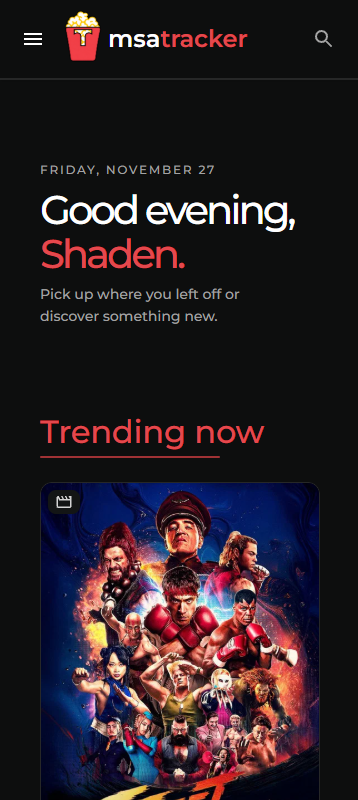 T msatracker
FRIDAY, NOVEMBER 27
Good evening,
Shaden.
Pick up where you left off or
discover something new.
Trending now